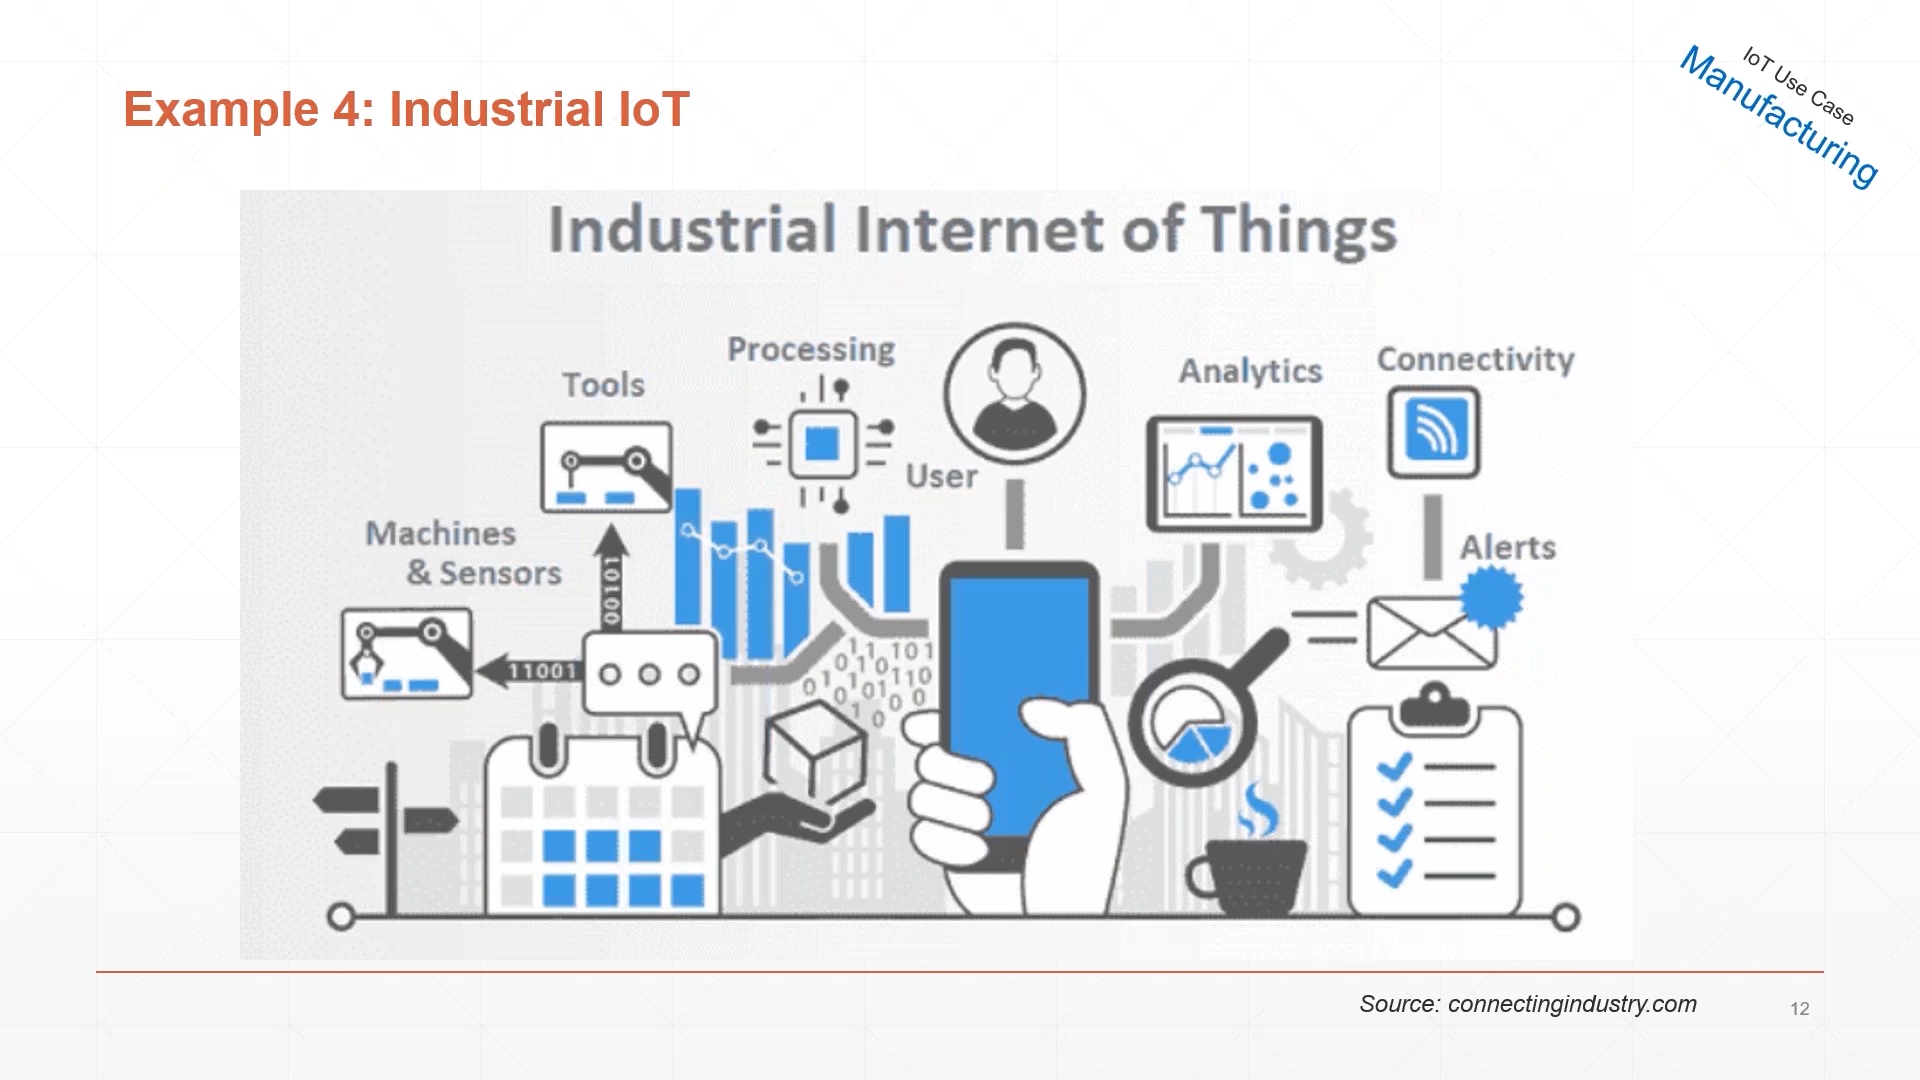 IoT Use Case
Manufacturing
Example 4: Industrial IoT
Industrial Internet of Things
Processing
Tools
User
Analytics
Connectivity
Machines
& Sensors
Alerts
00101
11001
Source: connectingindustry.com
12